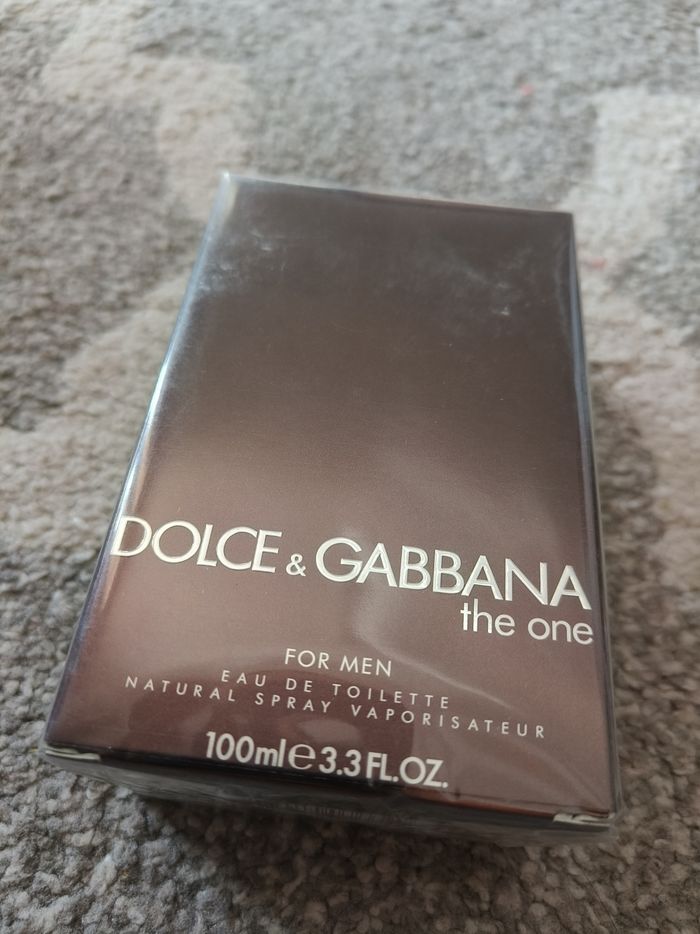 DOLCE & GABBANA
the one
FOR MEN
EAU DE TOILETTE
NATURAL SPRAY VAPORISATEUR
100ml ℮ 3.3 FL.OZ.